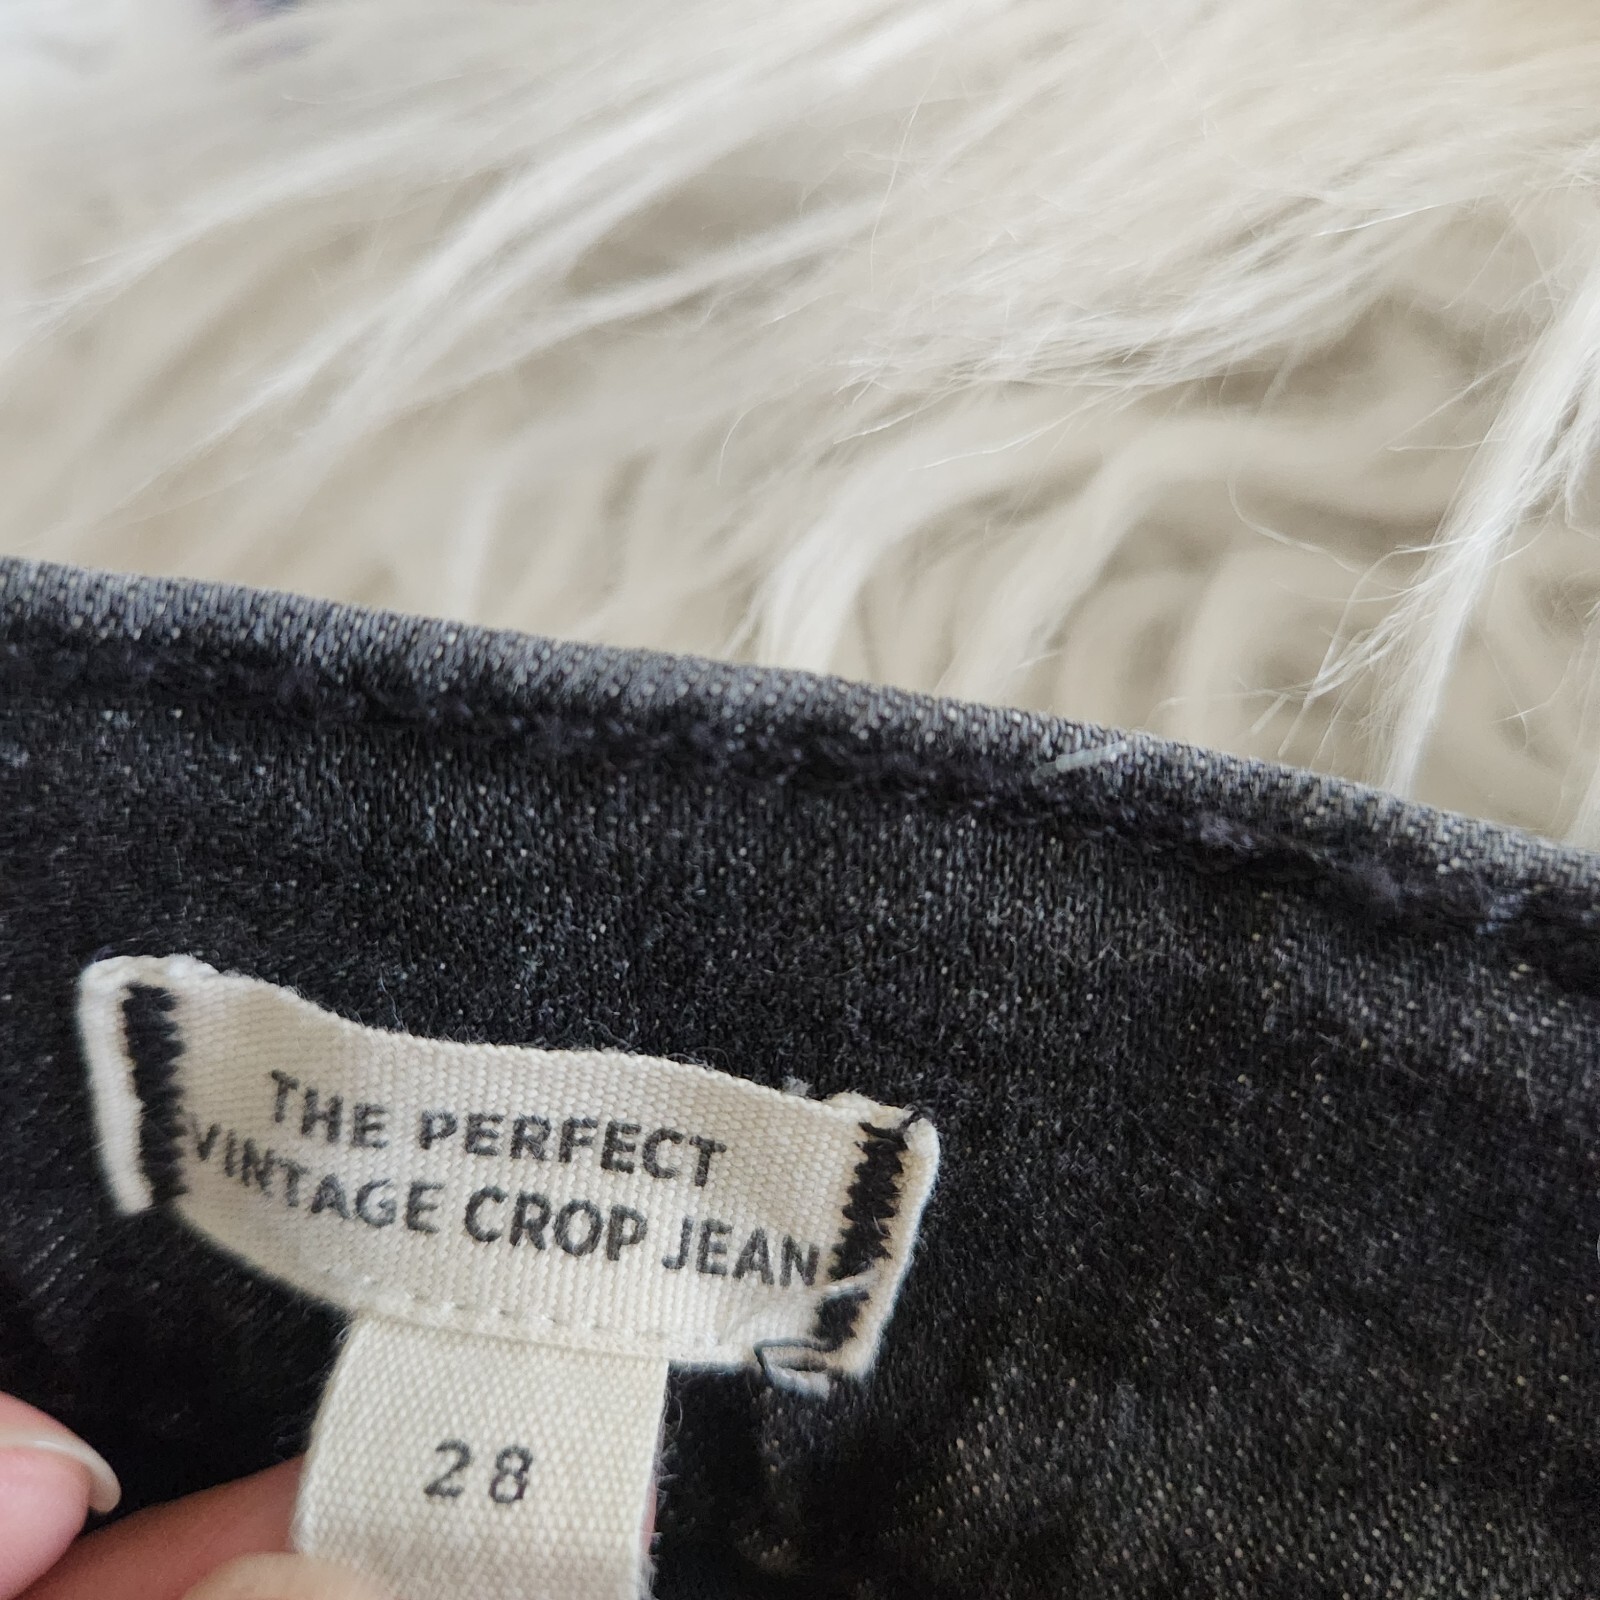 THE PERFECT
VINTAGE CROP JEAN
28